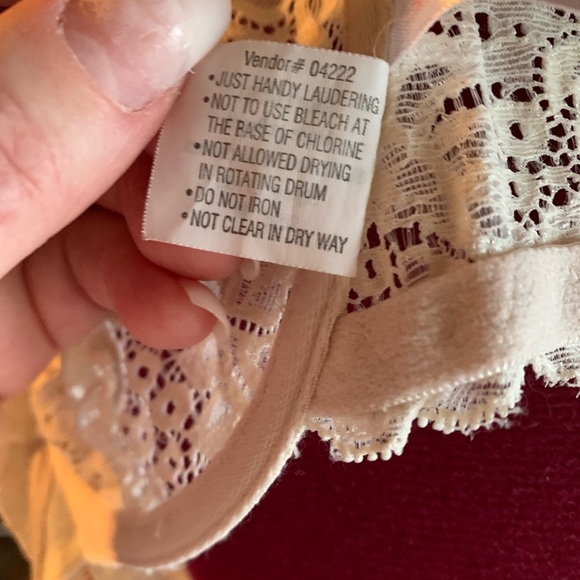 Vendor# 04222
•JUST HANDY LAUDERING
•NOT TO USE BLEACH AT
THE BASE OF CHLORINE
•NOT ALLOWED DRYING
IN ROTATING DRUM
•DO NOT IRON
•NOT CLEAR IN DRY WAY